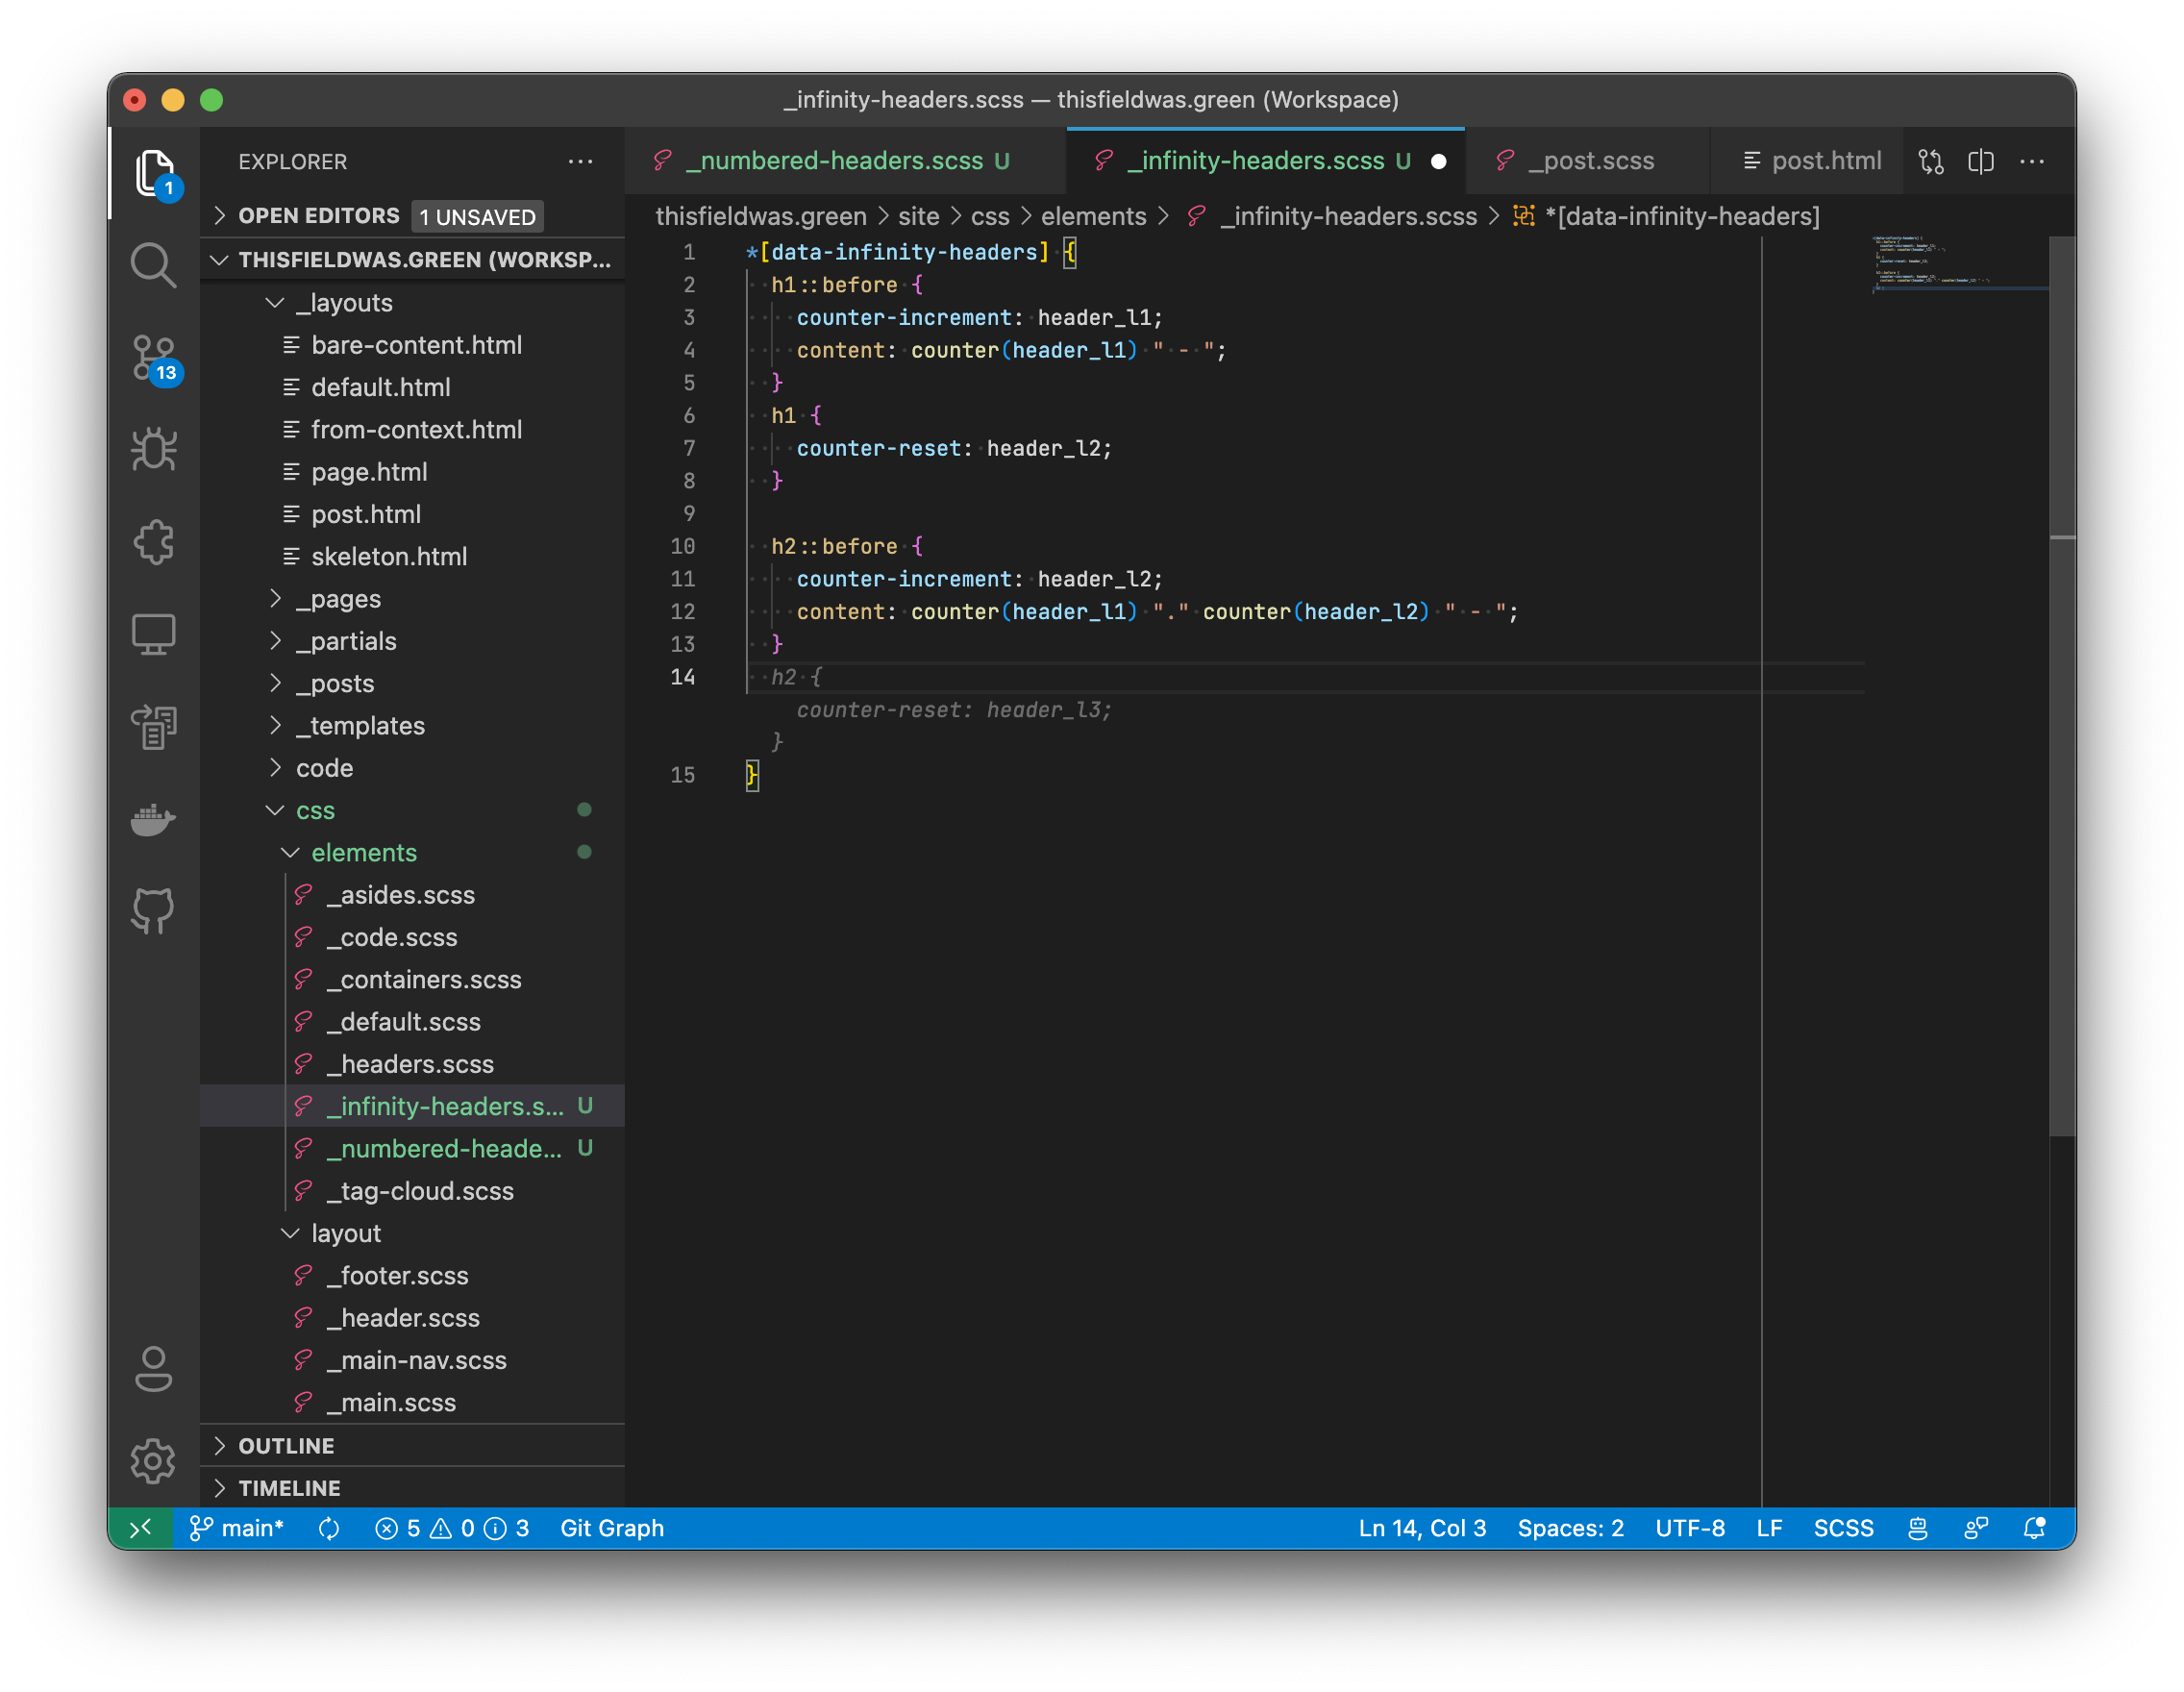 _infinity-headers.scss — thisfieldwas.green (Workspace)
1
13
EXPLORER
OPEN EDITORS 1 UNSAVED
THISFIELDWAS.GREEN (WORKSP...
_layouts
bare-content.html
default.html
from-context.html
page.html
post.html
skeleton.html
_pages
_partials
_posts
_templates
code
css
elements
_asides.scss
_code.scss
_containers.scss
_default.scss
_headers.scss
_infinity-headers.s... U
_numbered-heade... U
_tag-cloud.scss
layout
_footer.scss
_header.scss
_main-nav.scss
_main.scss
OUTLINE
TIMELINE
_numbered-headers.scss U _infinity-headers.scss U _post.scss post.html
thisfieldwas.green > site > css > elements > _infinity-headers.scss > *[data-infinity-headers]
1 *[data-infinity-headers] {
2 h1::before {
3 counter-increment: header_l1;
4 content: counter(header_l1) " - ";
5 }
6 h1 {
7 counter-reset: header_l2;
8 }
9
10 h2::before {
11 counter-increment: header_l2;
12 content: counter(header_l1) "." counter(header_l2) " - ";
13 }
14 h2 {
counter-reset: header_l3;
}
15 }
main* 5 0 3 Git Graph Ln 14, Col 3 Spaces: 2 UTF-8 LF SCSS